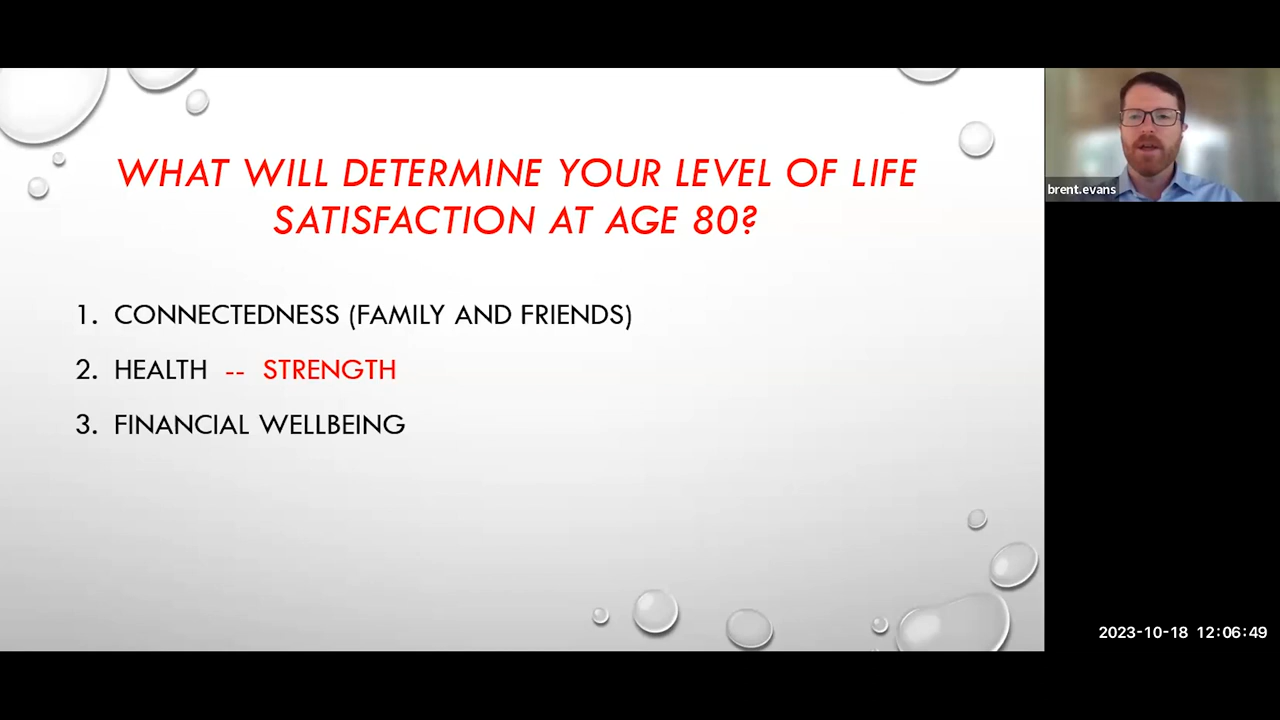 WHAT WILL DETERMINE YOUR LEVEL OF LIFE
SATISFACTION AT AGE 80?
1. CONNECTEDNESS (FAMILY AND FRIENDS)
2. HEALTH -- STRENGTH
3. FINANCIAL WELLBEING
brent.evans
2023-10-18 12:06:49